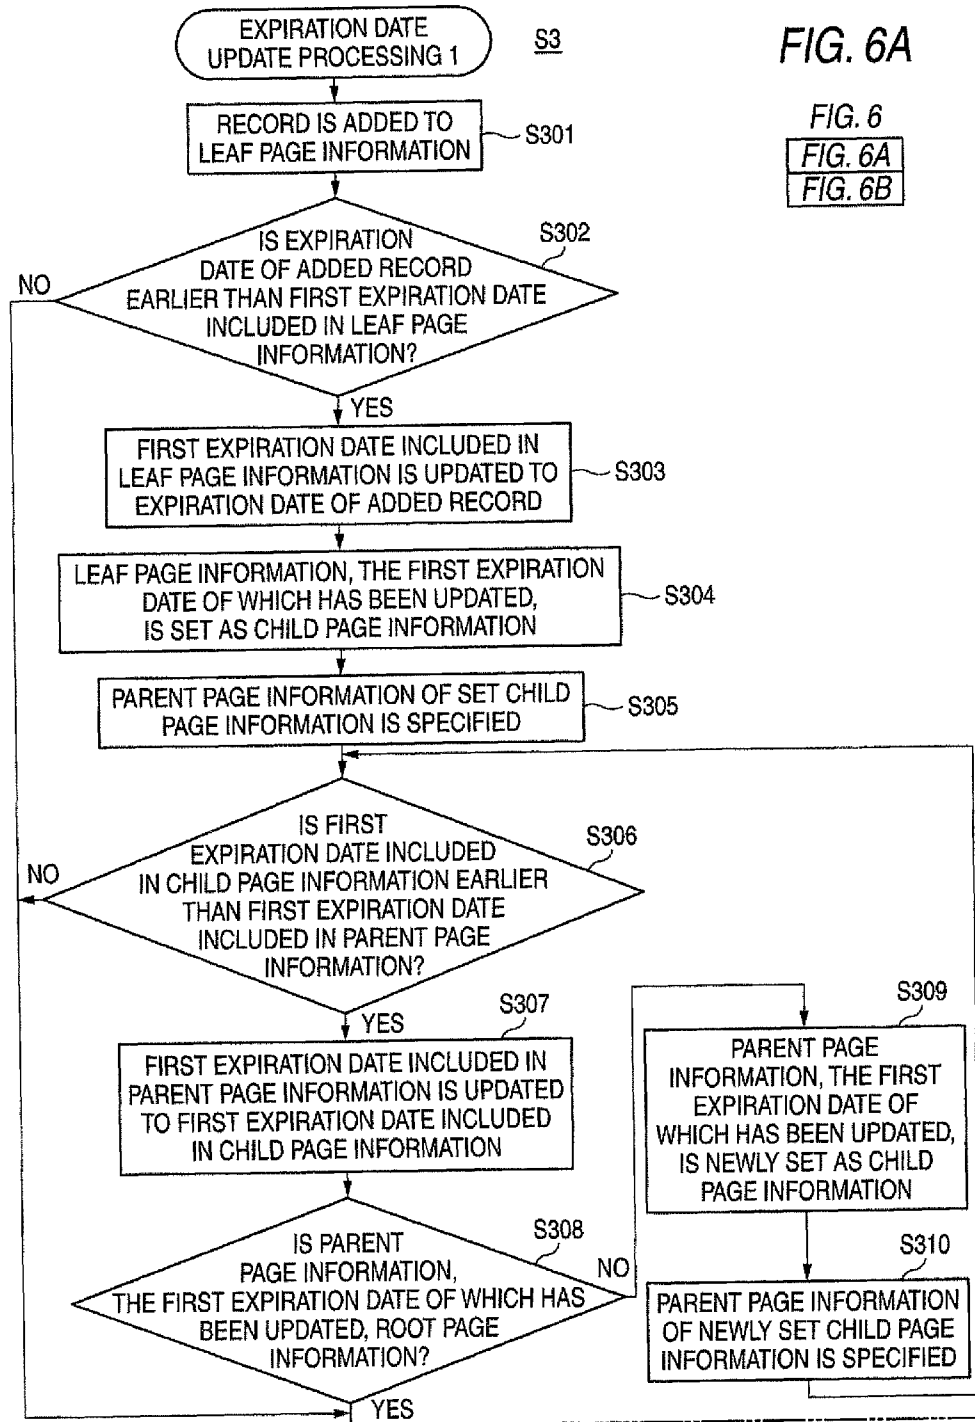 EXPIRATION DATE
UPDATE PROCESSING 1
S3
FIG. 6A
FIG. 6
FIG. 6A
FIG. 6B
RECORD IS ADDED TO
LEAF PAGE INFORMATION
S301
IS EXPIRATION
DATE OF ADDED RECORD
EARLIER THAN FIRST EXPIRATION DATE
INCLUDED IN LEAF PAGE
INFORMATION?
S302
NO
YES
FIRST EXPIRATION DATE INCLUDED IN
LEAF PAGE INFORMATION IS UPDATED TO
EXPIRATION DATE OF ADDED RECORD
S303
LEAF PAGE INFORMATION, THE FIRST EXPIRATION
DATE OF WHICH HAS BEEN UPDATED,
IS SET AS CHILD PAGE INFORMATION
S304
PARENT PAGE INFORMATION OF SET CHILD
PAGE INFORMATION IS SPECIFIED
S305
IS FIRST
EXPIRATION DATE INCLUDED
IN CHILD PAGE INFORMATION EARLIER
THAN FIRST EXPIRATION DATE
INCLUDED IN PARENT PAGE
INFORMATION?
S306
NO
YES
S307
FIRST EXPIRATION DATE INCLUDED IN
PARENT PAGE INFORMATION IS UPDATED
TO FIRST EXPIRATION DATE INCLUDED
IN CHILD PAGE INFORMATION
IS PARENT
PAGE INFORMATION,
THE FIRST EXPIRATION DATE OF WHICH HAS
BEEN UPDATED, ROOT PAGE
INFORMATION?
S308
NO
YES
S309
PARENT PAGE
INFORMATION, THE FIRST
EXPIRATION DATE OF
WHICH HAS BEEN UPDATED,
IS NEWLY SET AS CHILD
PAGE INFORMATION
S310
PARENT PAGE INFORMATION
OF NEWLY SET CHILD PAGE
INFORMATION IS SPECIFIED